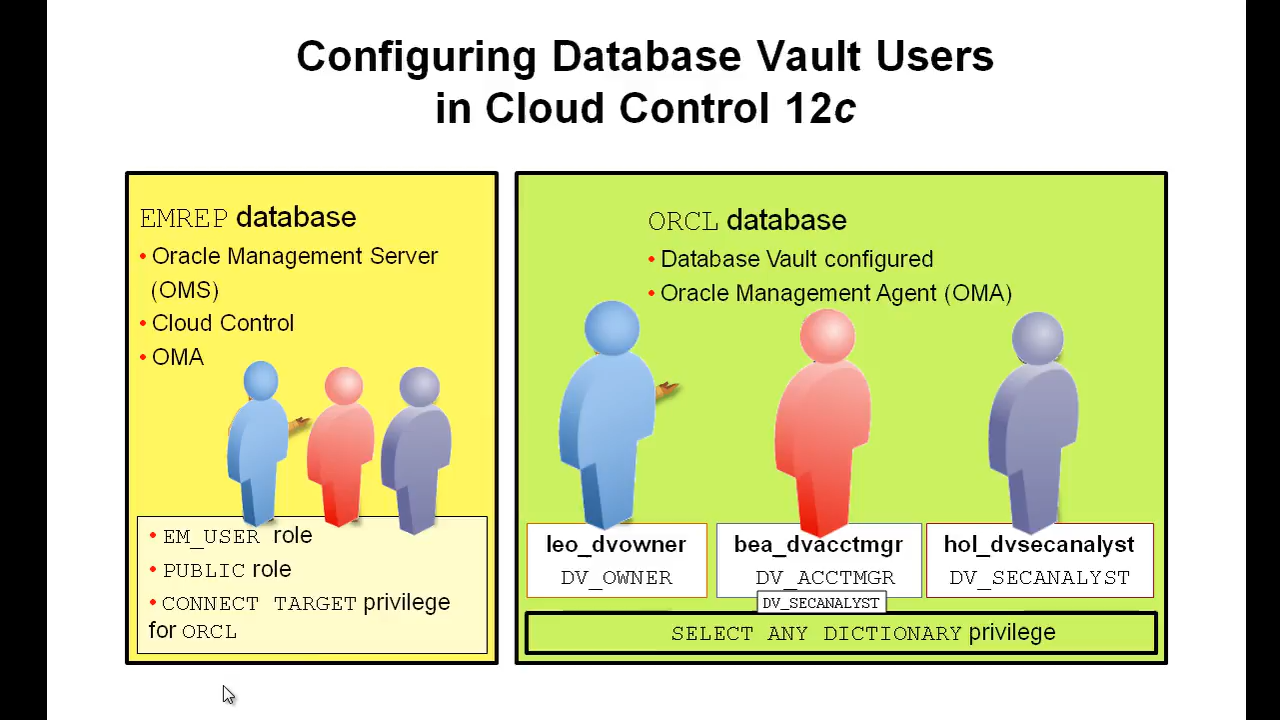 Configuring Database Vault Users
in Cloud Control 12c
EMREP database
• Oracle Management Server
(OMS)
• Cloud Control
• OMA
• EM_USER role
• PUBLIC role
• CONNECT TARGET privilege
for ORCL
ORCL database
• Database Vault configured
• Oracle Management Agent (OMA)
leo_dvowner
DV_OWNER
bea_dvacctmgr
DV_ACCTMGR
DV_SECANALYST
hol_dvsecanalyst
DV_SECANALYST
SELECT ANY DICTIONARY privilege